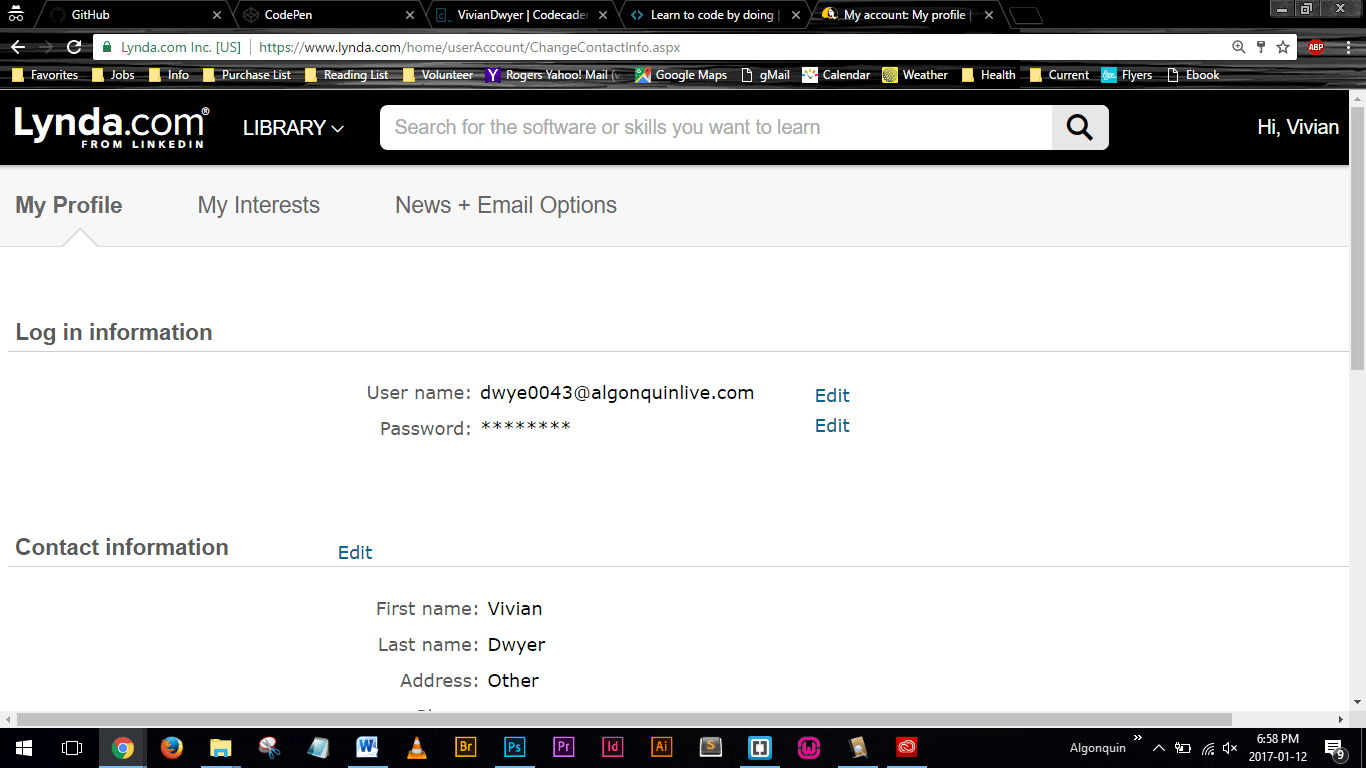 GitHub
CodePen
VivianDwyer | Codecader
Learn to code by doing |
My account: My profile |
Lynda.com Inc. [US] | https://www.lynda.com/home/userAccount/ChangeContactInfo.aspx
ABP
Favorites Jobs Info Purchase List Reading List Volunteer Rogers Yahoo! Mail (v Google Maps gMail Calendar Weather Health Current Flyers Ebook
Lynda.com® LIBRARY Search for the software or skills you want to learn Hi, Vivian
FROM LINKEDIN
My Profile My Interests News + Email Options
Log in information
User name: dwye0043@algonquinlive.com Edit
Password: ******** Edit
Contact information Edit
First name: Vivian
Last name: Dwyer
Address: Other
Br Ps Pr Id Ai S
Algonquin » 6:58 PM
2017-01-12
9